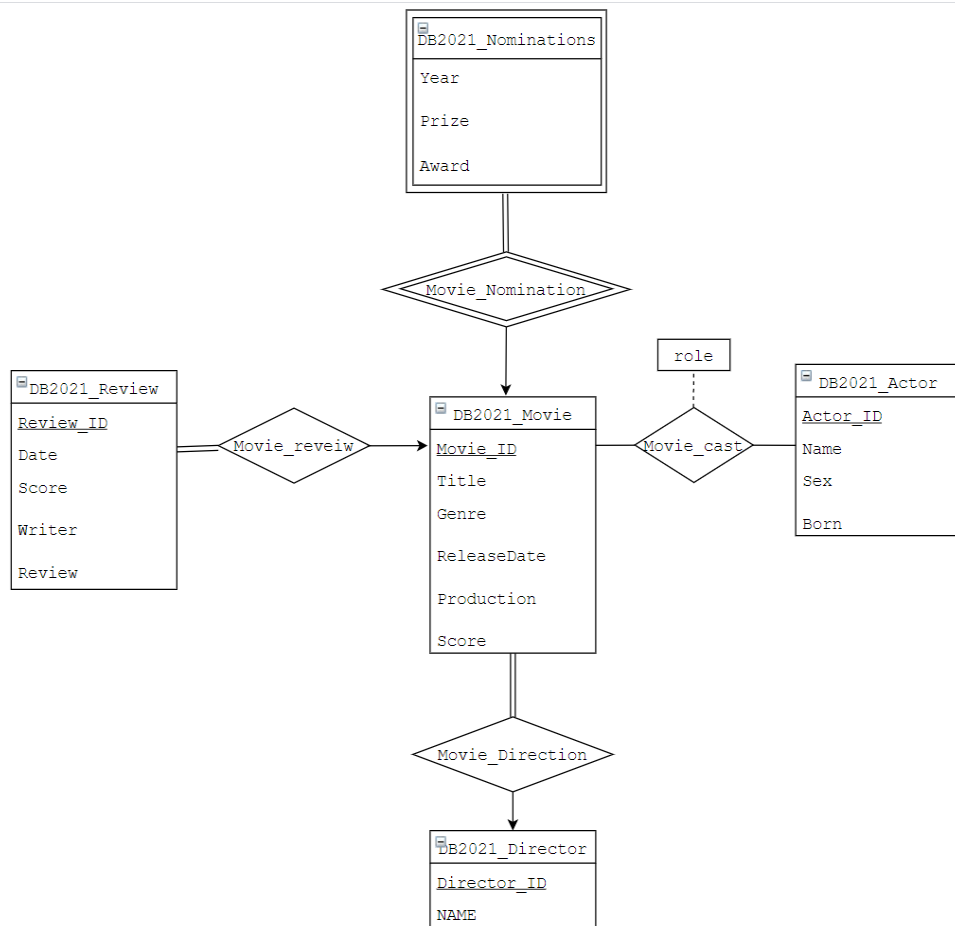 DB2021_Nominations
Year
Prize
Award
Movie_Nomination
role
DB2021_Review
Review_ID
Date
Score
Writer
Review
Movie_reveiw
DB2021_Movie
Movie_ID
Title
Genre
ReleaseDate
Production
Score
Movie_cast
DB2021_Actor
Actor_ID
Name
Sex
Born
Movie_Direction
DB2021_Director
Director_ID
NAME